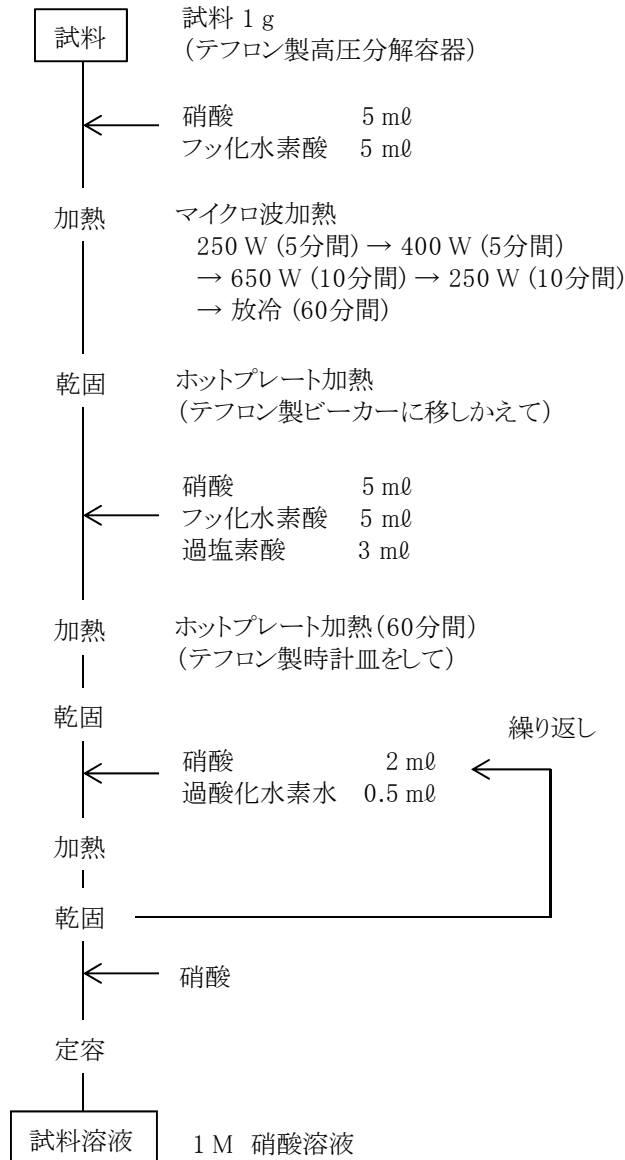 試料
試料 1 g
(テフロン製高圧分解容器)
硝酸 5 mℓ
フッ化水素酸 5 mℓ
加熱
マイクロ波加熱
250 W (5分間) → 400 W (5分間)
→ 650 W (10分間) → 250 W (10分間)
→ 放冷 (60分間)
乾固
ホットプレート加熱
(テフロン製ビーカーに移しかえて)
硝酸 5 mℓ
フッ化水素酸 5 mℓ
過塩素酸 3 mℓ
加熱
ホットプレート加熱(60分間)
(テフロン製時計皿をして)
乾固
繰り返し
硝酸 2 mℓ
過酸化水素水 0.5 mℓ
加熱
乾固
硝酸
定容
試料溶液
1 M 硝酸溶液